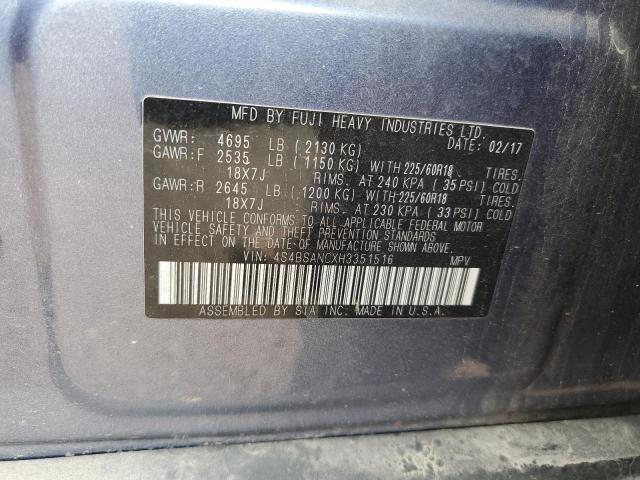 MFD BY FUJI HEAVY INDUSTRIES LTD.
GVWR: 4695 LB (2130 KG) DATE: 02/17
GAWR:F 2535 LB (1150 KG) WITH 225/60R18 TIRES.
18X7J RIMS. AT 240 KPA (35 PSI) COLD
GAWR:R 2645 LB (1200 KG) WITH 225/60R18 TIRES.
18X7J RIMS. AT 230 KPA (33 PSI) COLD
THIS VEHICLE CONFORMS TO ALL APPLICABLE FEDERAL MOTOR
VEHICLE SAFETY AND THEFT PREVENTION STANDARDS IN
EFFECT ON THE DATE OF MANUFACTURE SHOWN ABOVE.
VIN: 4S4BSANCXH3351516 MPV
ASSEMBLED BY SIA INC. MADE IN U.S.A.